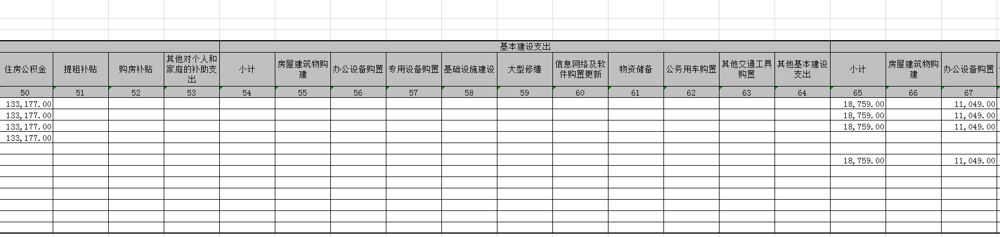 基本建设支出
住房公积金 提租补贴 购房补贴 其他对个人和家庭的补助支出 小计 房屋建筑物购建 办公设备购置 专用设备购置 基础设施建设 大型修缮 信息网络及软件购置更新 物资储备 公务用车购置 其他交通工具购置 其他基本建设支出 小计 房屋建筑物购建 办公设备购置
50 51 52 53 54 55 56 57 58 59 60 61 62 63 64 65 66 67
133,177.00 18,759.00 11,049.00
133,177.00 18,759.00 11,049.00
133,177.00 18,759.00 11,049.00
133,177.00
18,759.00 11,049.00